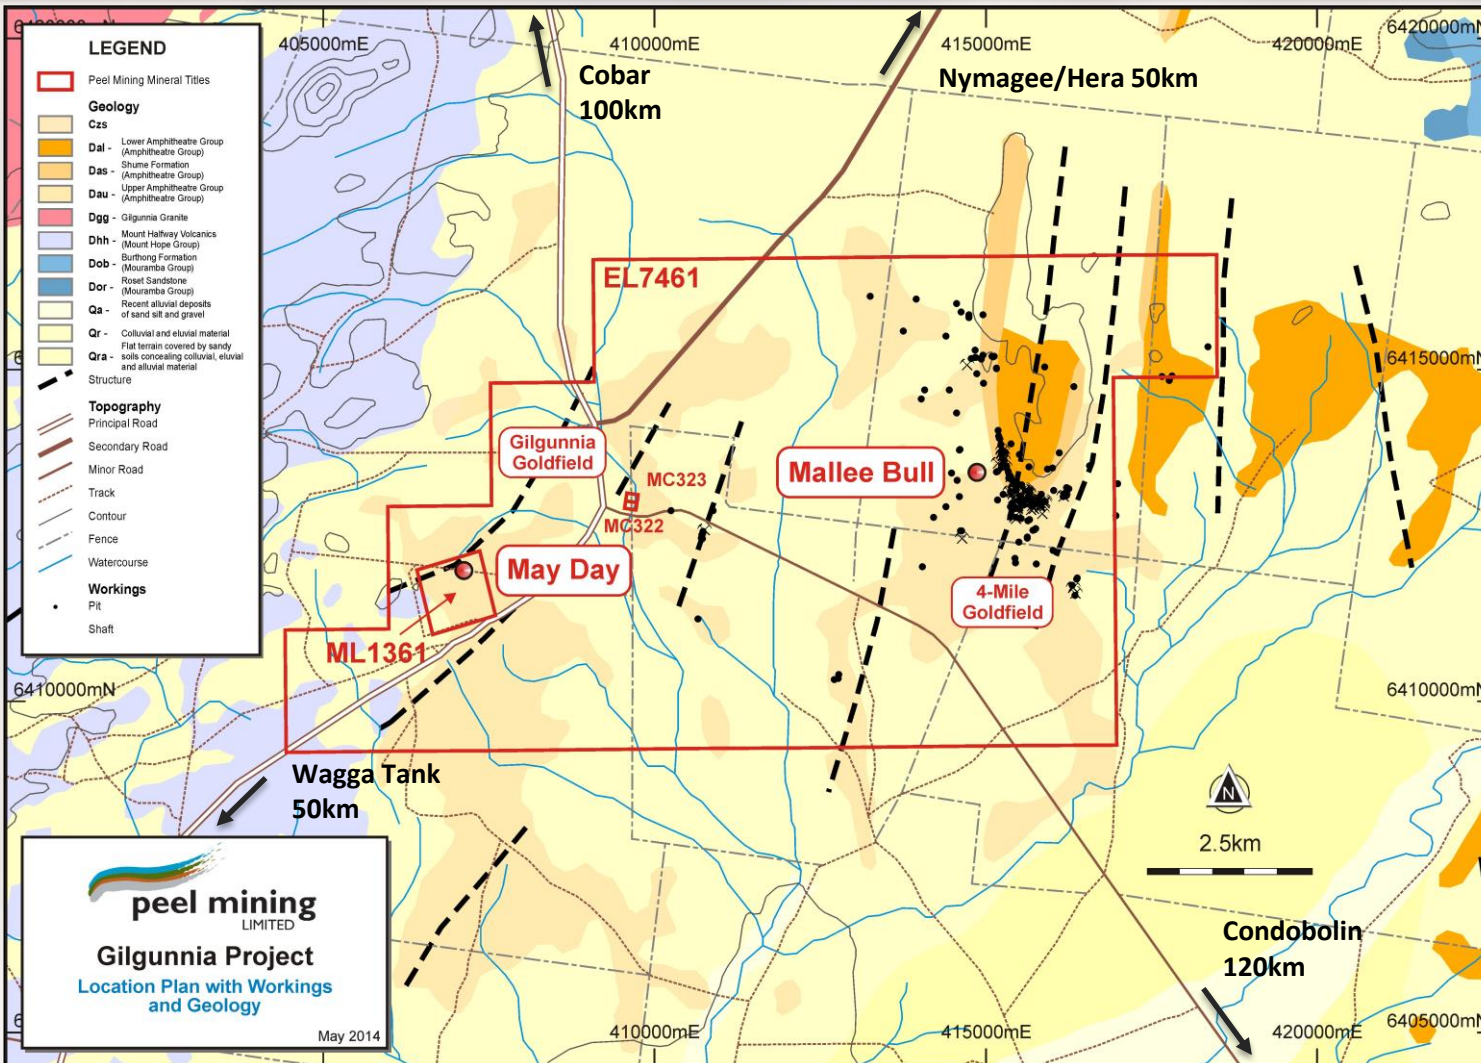 LEGEND
Peel Mining Mineral Titles
Geology
Czs
Dal - Lower Amphitheatre Group
(Amphitheatre Group)
Das - Shume Formation
(Amphitheatre Group)
Dau - Upper Amphitheatre Group
(Amphitheatre Group)
Dgg - Gilgunnia Granite
Dhh - Mount Halfway Volcanics
(Mount Hope Group)
Dob - Burthong Formation
(Mouramba Group)
Dor - Roset Sandstone
(Mouramba Group)
Qa - Recent alluvial deposits
of sand silt and gravel
Qr - Colluvial and eluvial material
Qra - Flat terrain covered by sandy
soils concealing colluvial, eluvial
and alluvial material
Structure
Topography
Principal Road
Secondary Road
Minor Road
Track
Contour
Fence
Watercourse
Workings
Pit
Shaft
405000mE
410000mE
415000mE
420000mE
6420000mN
Cobar
100km
Nymagee/Hera 50km
EL7461
6415000mN
Gilgunnia
Goldfield
MC323
MC322
Mallee Bull
May Day
4-Mile
Goldfield
ML1361
6410000mN
6410000mN
Wagga Tank
50km
N
2.5km
Condobolin
120km
peel mining
LIMITED
Gilgunnia Project
Location Plan with Workings
and Geology
May 2014
410000mE
415000mE
420000mE
6405000mN